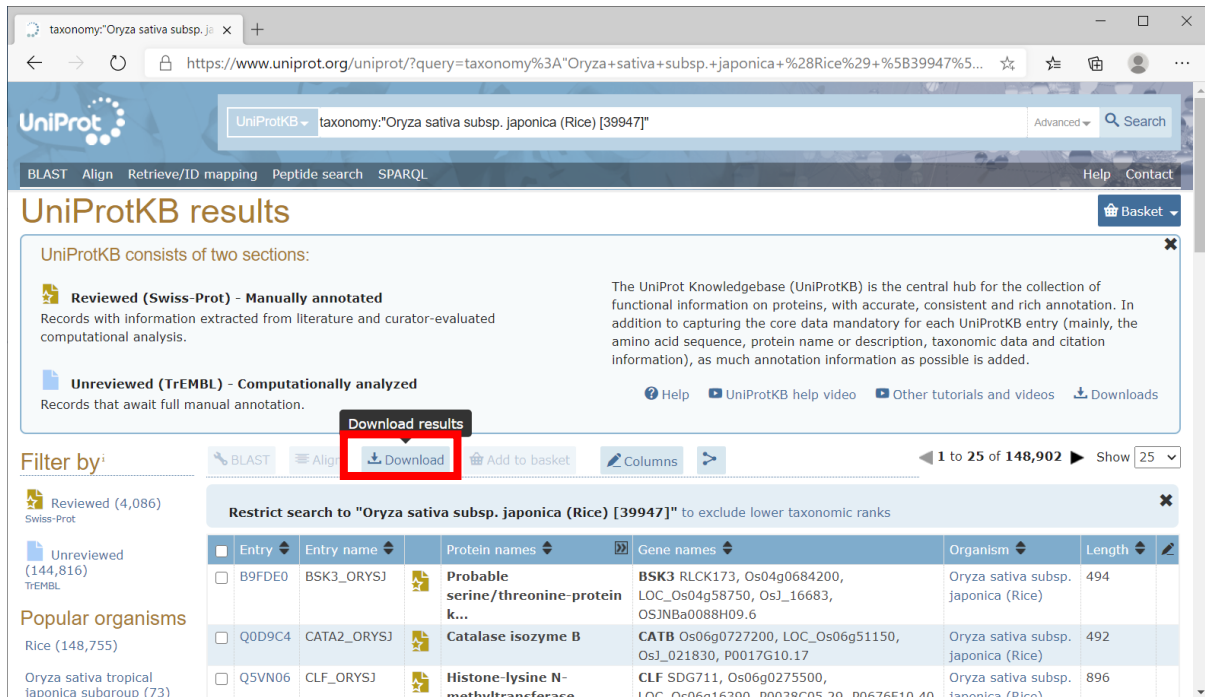 taxonomy:"Oryza sativa subsp. ja
https://www.uniprot.org/uniprot/?query=taxonomy%3A"Oryza+sativa+subsp.+japonica+%28Rice%29+%5B39947%5...
UniProt
UniProtKB
taxonomy:"Oryza sativa subsp. japonica (Rice) [39947]"
Advanced
Search
BLAST Align Retrieve/ID mapping Peptide search SPARQL
Help Contact
UniProtKB results
Basket
UniProtKB consists of two sections:
Reviewed (Swiss-Prot) - Manually annotated
Records with information extracted from literature and curator-evaluated
computational analysis.
Unreviewed (TrEMBL) - Computationally analyzed
Records that await full manual annotation.
The UniProt Knowledgebase (UniProtKB) is the central hub for the collection of
functional information on proteins, with accurate, consistent and rich annotation. In
addition to capturing the core data mandatory for each UniProtKB entry (mainly, the
amino acid sequence, protein name or description, taxonomic data and citation
information), as much annotation information as possible is added.
Help UniProtKB help video Other tutorials and videos Downloads
Download results
Filter by i
BLAST Align Download Add to basket Columns
1 to 25 of 148,902 Show 25
Reviewed (4,086)
Swiss-Prot
Unreviewed
(144,816)
TrEMBL
Popular organisms
Rice (148,755)
Oryza sativa tropical
japonica subgroup (73)
Restrict search to "Oryza sativa subsp. japonica (Rice) [39947]" to exclude lower taxonomic ranks
Entry Entry name Protein names Gene names Organism Length
B9FDE0 BSK3_ORYSJ Probable BSK3 RLCK173, Os04g0684200, Oryza sativa subsp. 494
serine/threonine-protein LOC_Os04g58750, OsJ_16683, japonica (Rice)
k... OSJNBa0088H09.6
Q0D9C4 CATA2_ORYSJ Catalase isozyme B CATB Os06g0727200, LOC_Os06g51150, Oryza sativa subsp. 492
OsJ_021830, P0017G10.17 japonica (Rice)
Q5VN06 CLF_ORYSJ Histone-lysine N- CLF SDG711, Os06g0275500, Oryza sativa subsp. 896
methyltransferase LOC_Os06g16390, P0038C05.29, P0676F10.40 japonica (Rice)